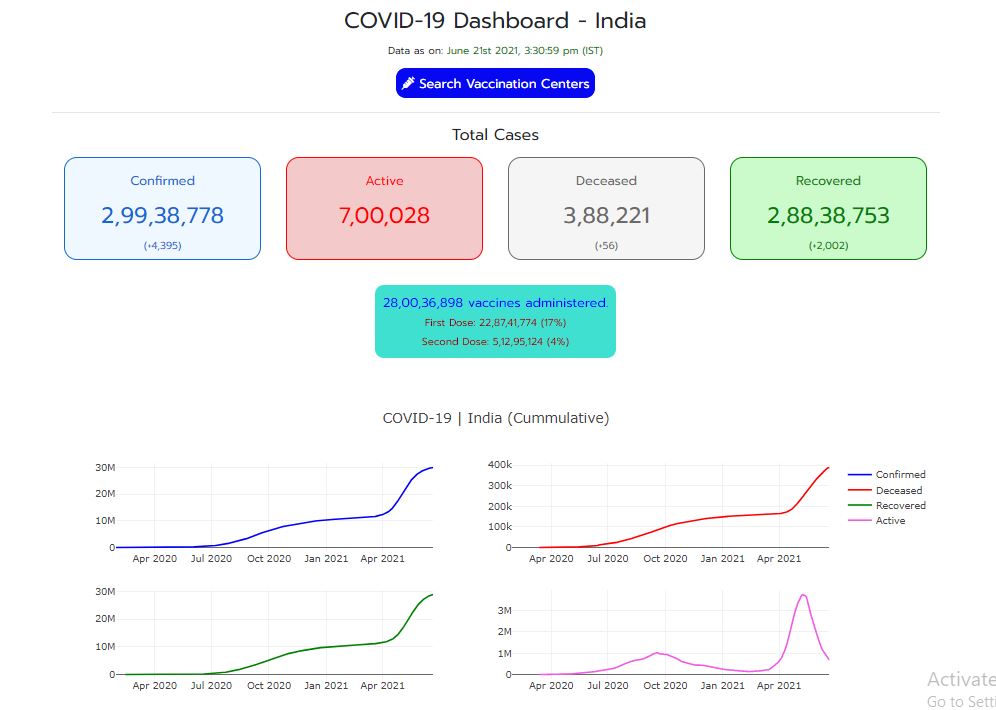 COVID-19 Dashboard - India
Data as on: June 21st 2021, 3:30:59 pm (IST)
Search Vaccination Centers
Total Cases
Confirmed
2,99,38,778
(+4,395)
Active
7,00,028
Deceased
3,88,221
(+56)
Recovered
2,88,38,753
(+2,002)
28,00,36,898 vaccines administered.
First Dose: 22,87,41,774 (17%)
Second Dose: 5,12,95,124 (4%)
COVID-19 | India (Cummulative)
30M
20M
10M
0
Apr 2020 Jul 2020 Oct 2020 Jan 2021 Apr 2021
400k
300k
200k
100k
0
Apr 2020 Jul 2020 Oct 2020 Jan 2021 Apr 2021
Confirmed
Deceased
Recovered
Active
30M
20M
10M
0
Apr 2020 Jul 2020 Oct 2020 Jan 2021 Apr 2021
3M
2M
1M
0
Apr 2020 Jul 2020 Oct 2020 Jan 2021 Apr 2021
Activate
Go to Setti